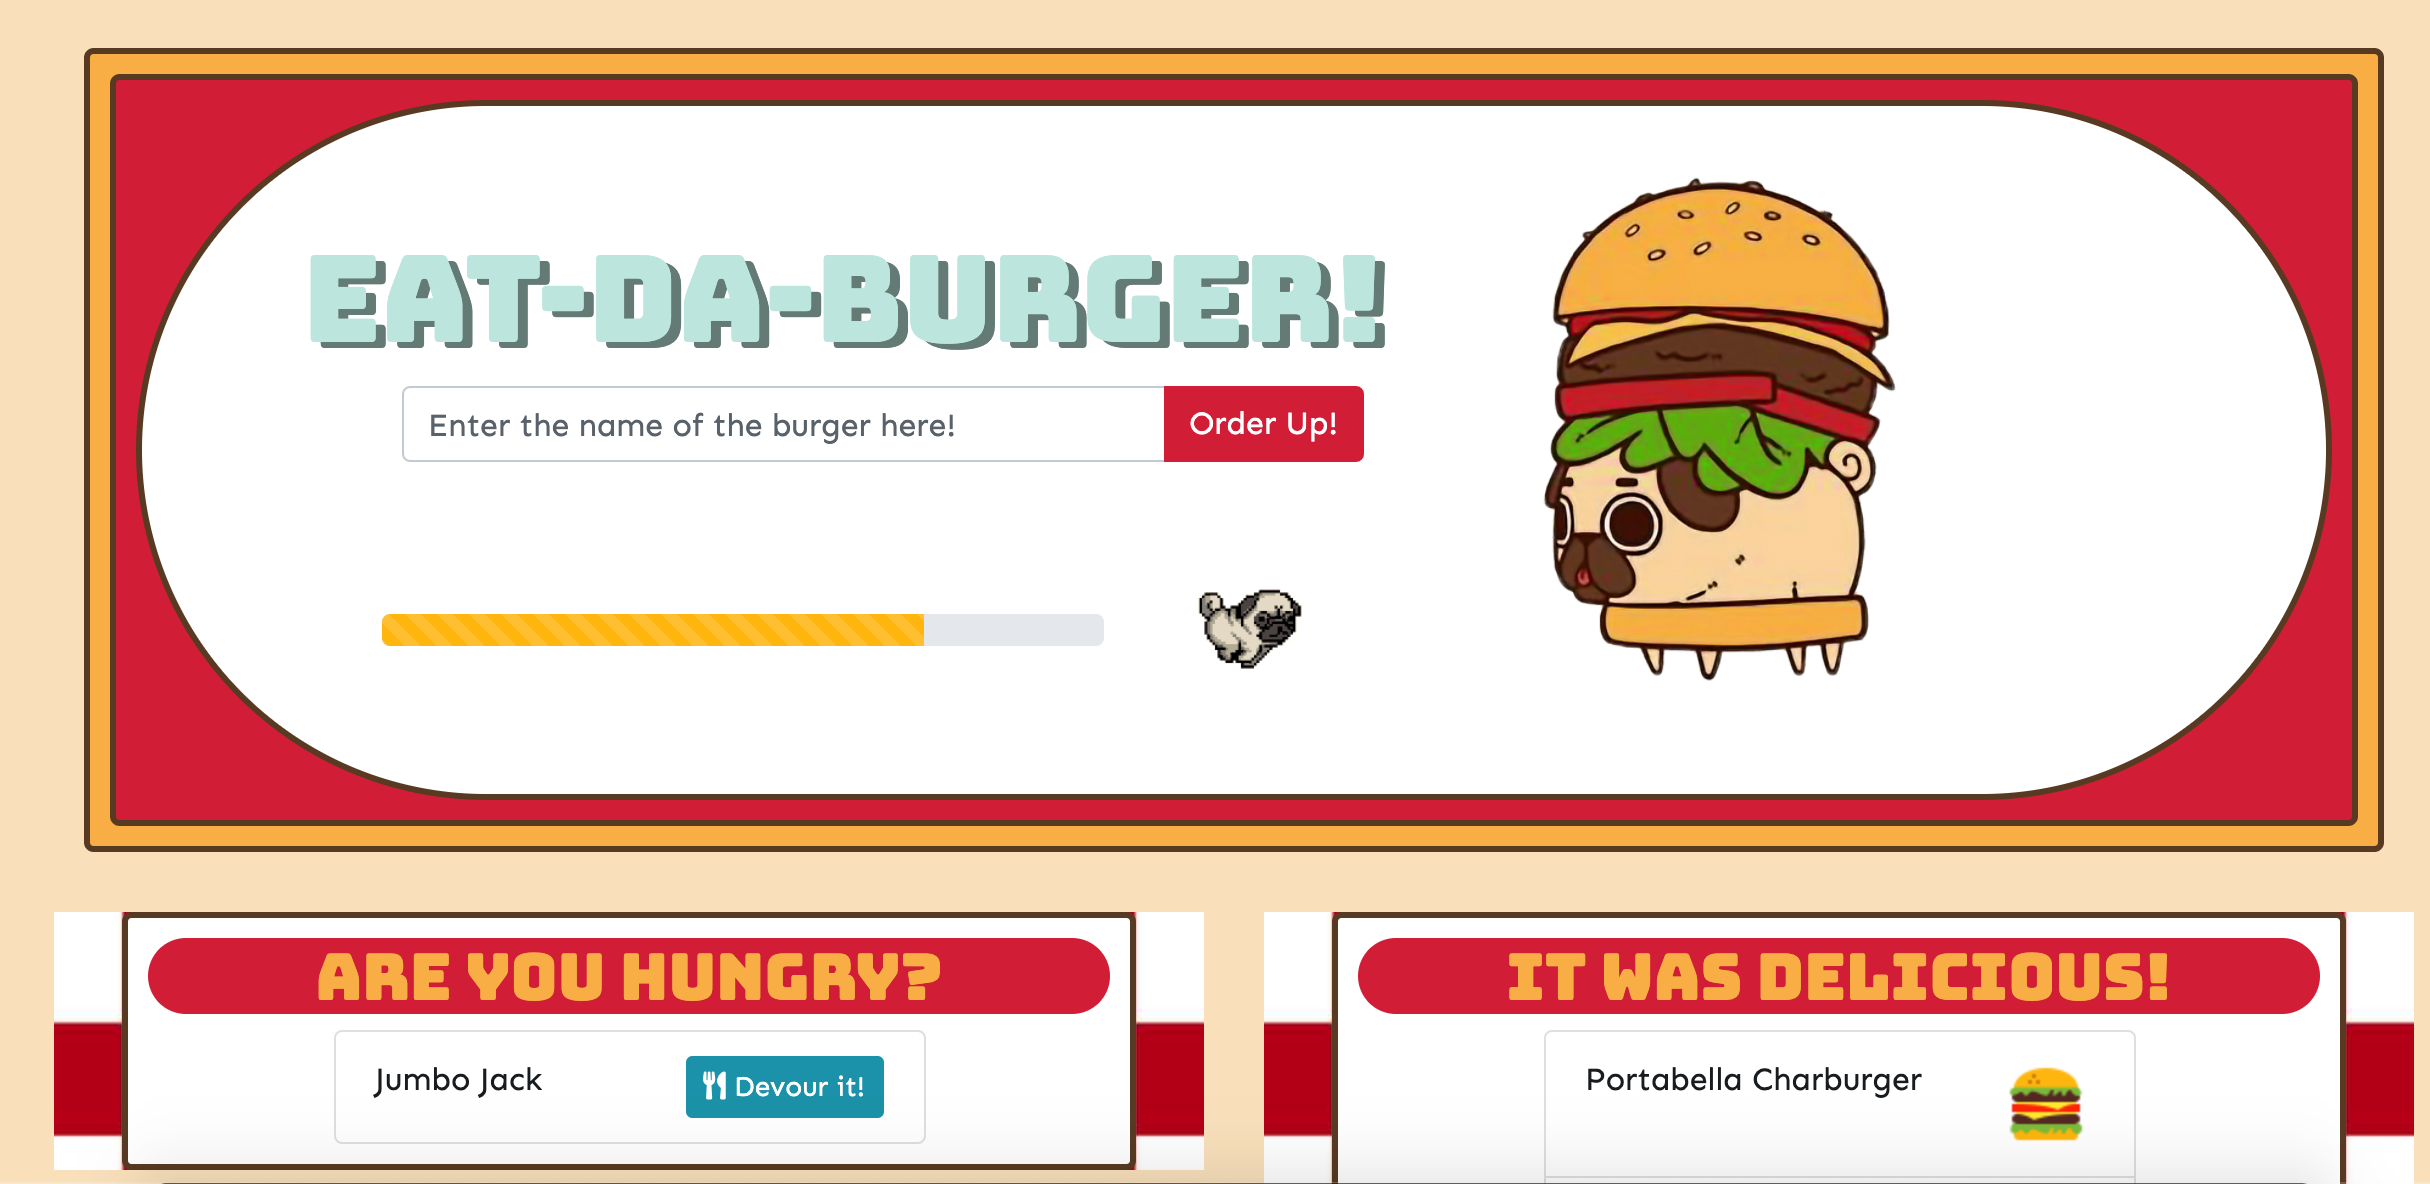 EAT-DA-BURGER!
Enter the name of the burger here!
Order Up!
ARE YOU HUNGRY?
Jumbo Jack
Devour it!
IT WAS DELICIOUS!
Portabella Charburger